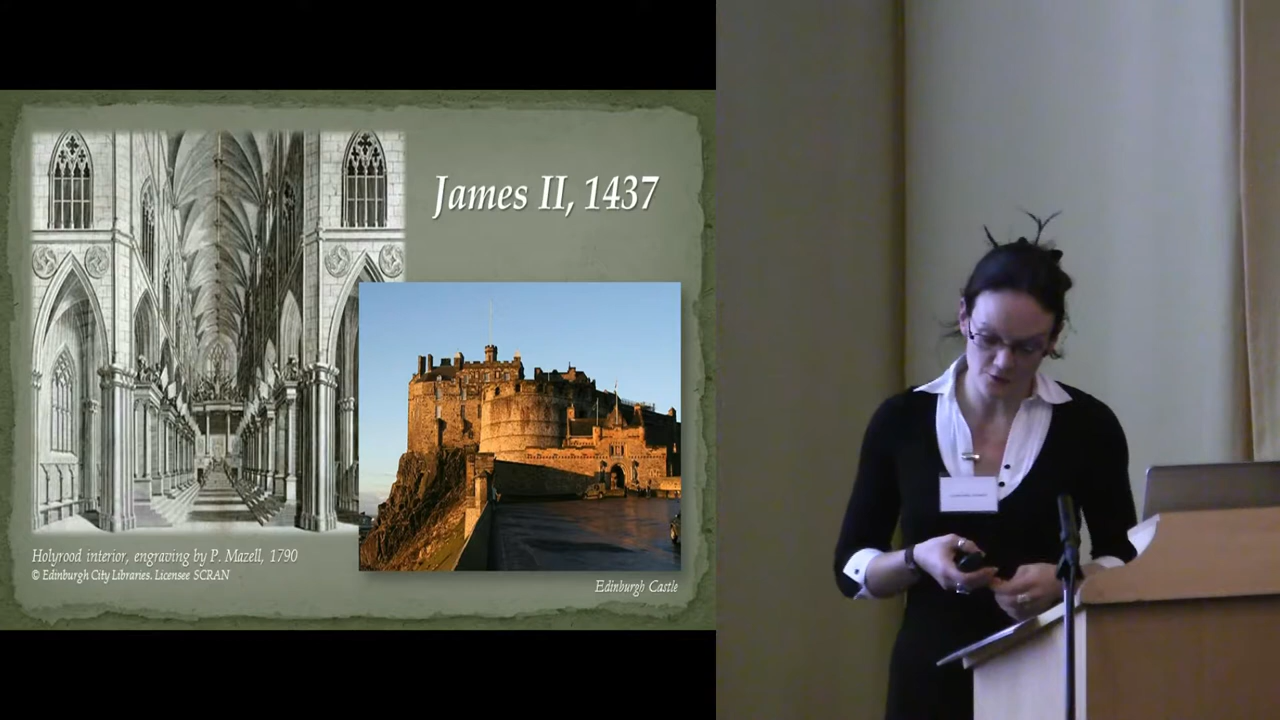 James II, 1437
Holyrood interior, engraving by P. Mazell, 1790
© Edinburgh City Libraries. Licensee SCRAN
Edinburgh Castle